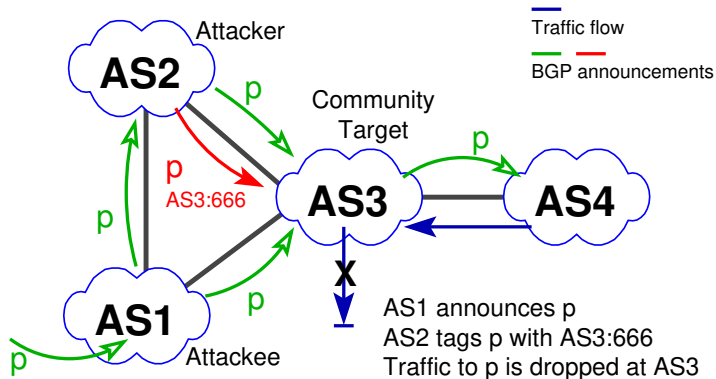 Attacker
AS2
Traffic flow
BGP announcements
p
p
Community
Target
p
p
AS3:666
AS3
AS4
p
p
AS1
Attackee
p
X
AS1 announces p
AS2 tags p with AS3:666
Traffic to p is dropped at AS3